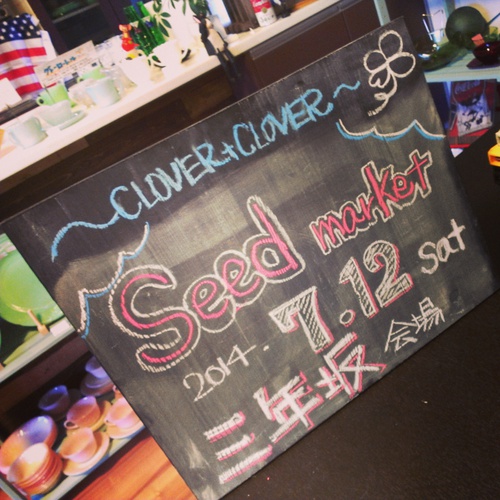 ~CLOVER+CLOVER~
Seed market
2014.7.12 sat
三年坂 会場